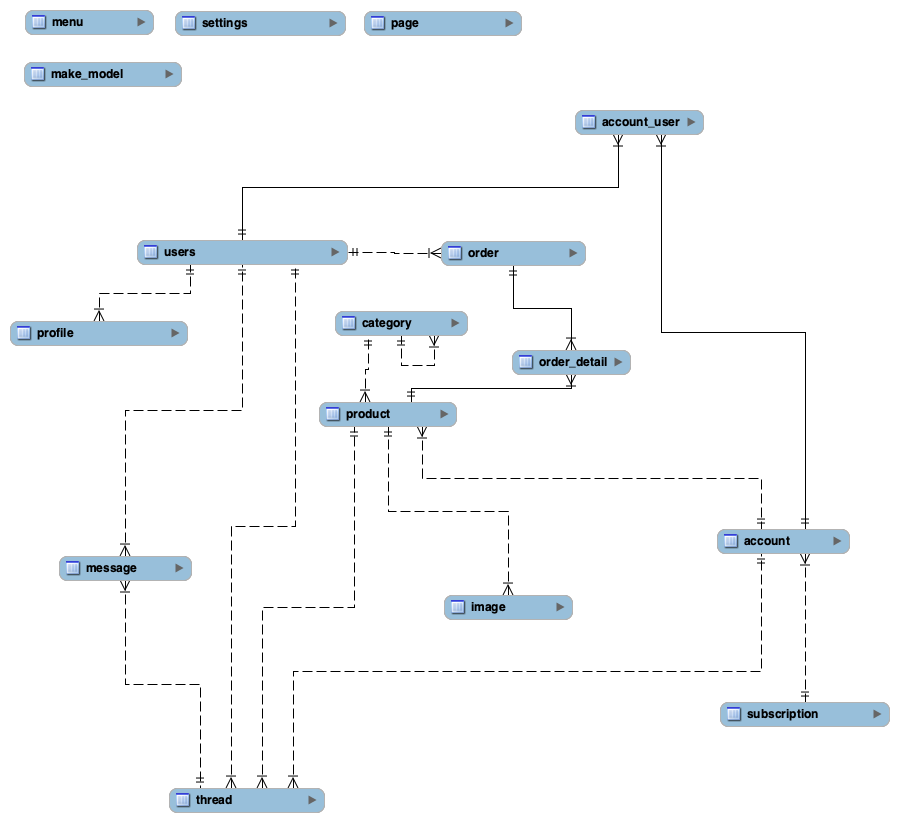 menu
settings
page
make_model
account_user
users
order
category
profile
order_detail
product
account
message
image
subscription
thread